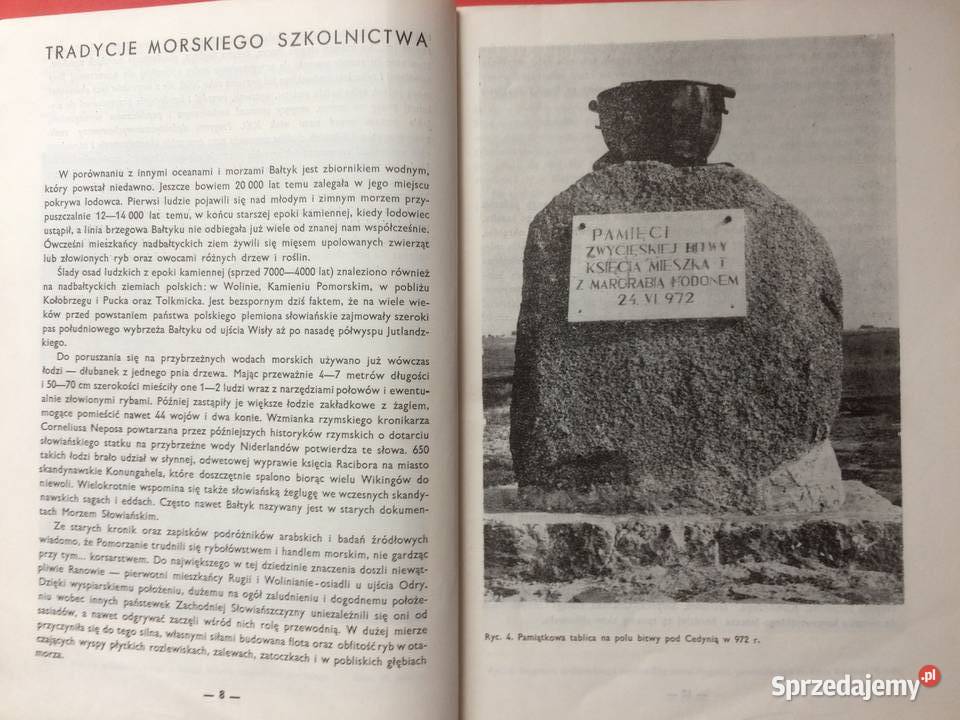 TRADYCJE MORSKIEGO SZKOLNICTWA
W porównaniu z innymi oceanami i morzami Bałtyk jest zbiornikiem wodnym,
który powstał niedawno. Jeszcze bowiem 20 000 lat temu zalegała w jego miejscu
pokrywa lodowca. Pierwsi ludzie pojawili się nad młodym i zimnym morzem przy-
puszczalnie 12—14 000 lat temu, w końcu starszej epoki kamiennej, kiedy lodowiec
ustąpił, a linia brzegowa Bałtyku nie odbiegała już wiele od znanej nam współcześnie.
Ówcześni mieszkańcy nadbałtyckich ziem żywili się mięsem upolowanych zwierząt
lub złowionych ryb oraz owocami różnych drzew i roślin.
Ślady osad ludzkich z epoki kamiennej (sprzed 7000—4000 lat) znaleziono również
na nadbałtyckich ziemiach polskich: w Wolinie, Kamieniu Pomorskim, w pobliżu
Kołobrzegu i Pucka oraz Tolkmicka. Jest bezspornym dziś faktem, że na wiele wie-
ków przed powstaniem państwa polskiego plemiona słowiańskie zajmowały szeroki
pas południowego wybrzeża Bałtyku od ujścia Wisły aż po nasadę półwyspu Jutlandz-
kiego.
Do poruszania się na przybrzeżnych wodach morskich używano już wówczas
łodzi — dłubanek z jednego pnia drzewa. Mając przeważnie 4—7 metrów długości
i 50—70 cm szerokości mieściły one 1—2 ludzi wraz z narzędziami połowów i ewentu-
alnie złowionymi rybami. Później zastąpiły je większe łodzie zakładkowe z żaglem,
mogące pomieścić nawet 44 wojów i dwa konie. Wzmianka rzymskiego kronikarza
Corneliusa Neposa powtarzana przez późniejszych historyków rzymskich o dotarciu
słowiańskiego statku na przybrzeżne wody Niderlandów potwierdza te słowa. 650
takich łodzi brało udział w słynnej, odwetowej wyprawie księcia Racibora na miasto
skandynawskie Konungahela, które doszczętnie spalono biorąc wielu Wikingów do
niewoli. Wielokrotnie wspomina się także słowiańską żeglugę we wczesnych skandy-
nawskich sagach i eddach. Często nawet Bałtyk nazywany jest w starych dokumen-
tach Morzem Słowiańskim.
Ze starych kronik oraz zapisków podróżników arabskich i badań źródłowych
wiadomo, że Pomorzanie trudnili się rybołówstwem i handlem morskim, nie gardząc
przy tym... korsarstwem. Do największego w tej dziedzinie znaczenia doszli niewąt-
pliwie Ranowie — pierwotni mieszkańcy Rugii i Wolinianie-osiadli u ujścia Odry.
Dzięki wyspiarskiemu położeniu, dużemu na ogół zaludnieniu i dogodnemu położe-
niu wobec innych państewek Zachodniej Słowiańszczyzny uniezależnili się oni od
sąsiadów, a nawet odgrywać zaczęli wśród nich rolę przewodnią. W dużej mierze
przyczyniła się do tego silna, własnymi siłami budowana flota oraz obfitość ryb w ota-
czających wyspy płytkich rozlewiskach, zalewach, zatoczkach i w pobliskich głębiach
morza.
— 8 —
PAMIĘCI
ZWYCIĘSKIEJ BITWY
KSIĘCIA MIESZKA I
Z MARGRABIĄ HODONEM
24. VI 972
Ryc. 4. Pamiątkowa tablica na polu bitwy pod Cedynią w 972 r.
Sprzedajemy.pl